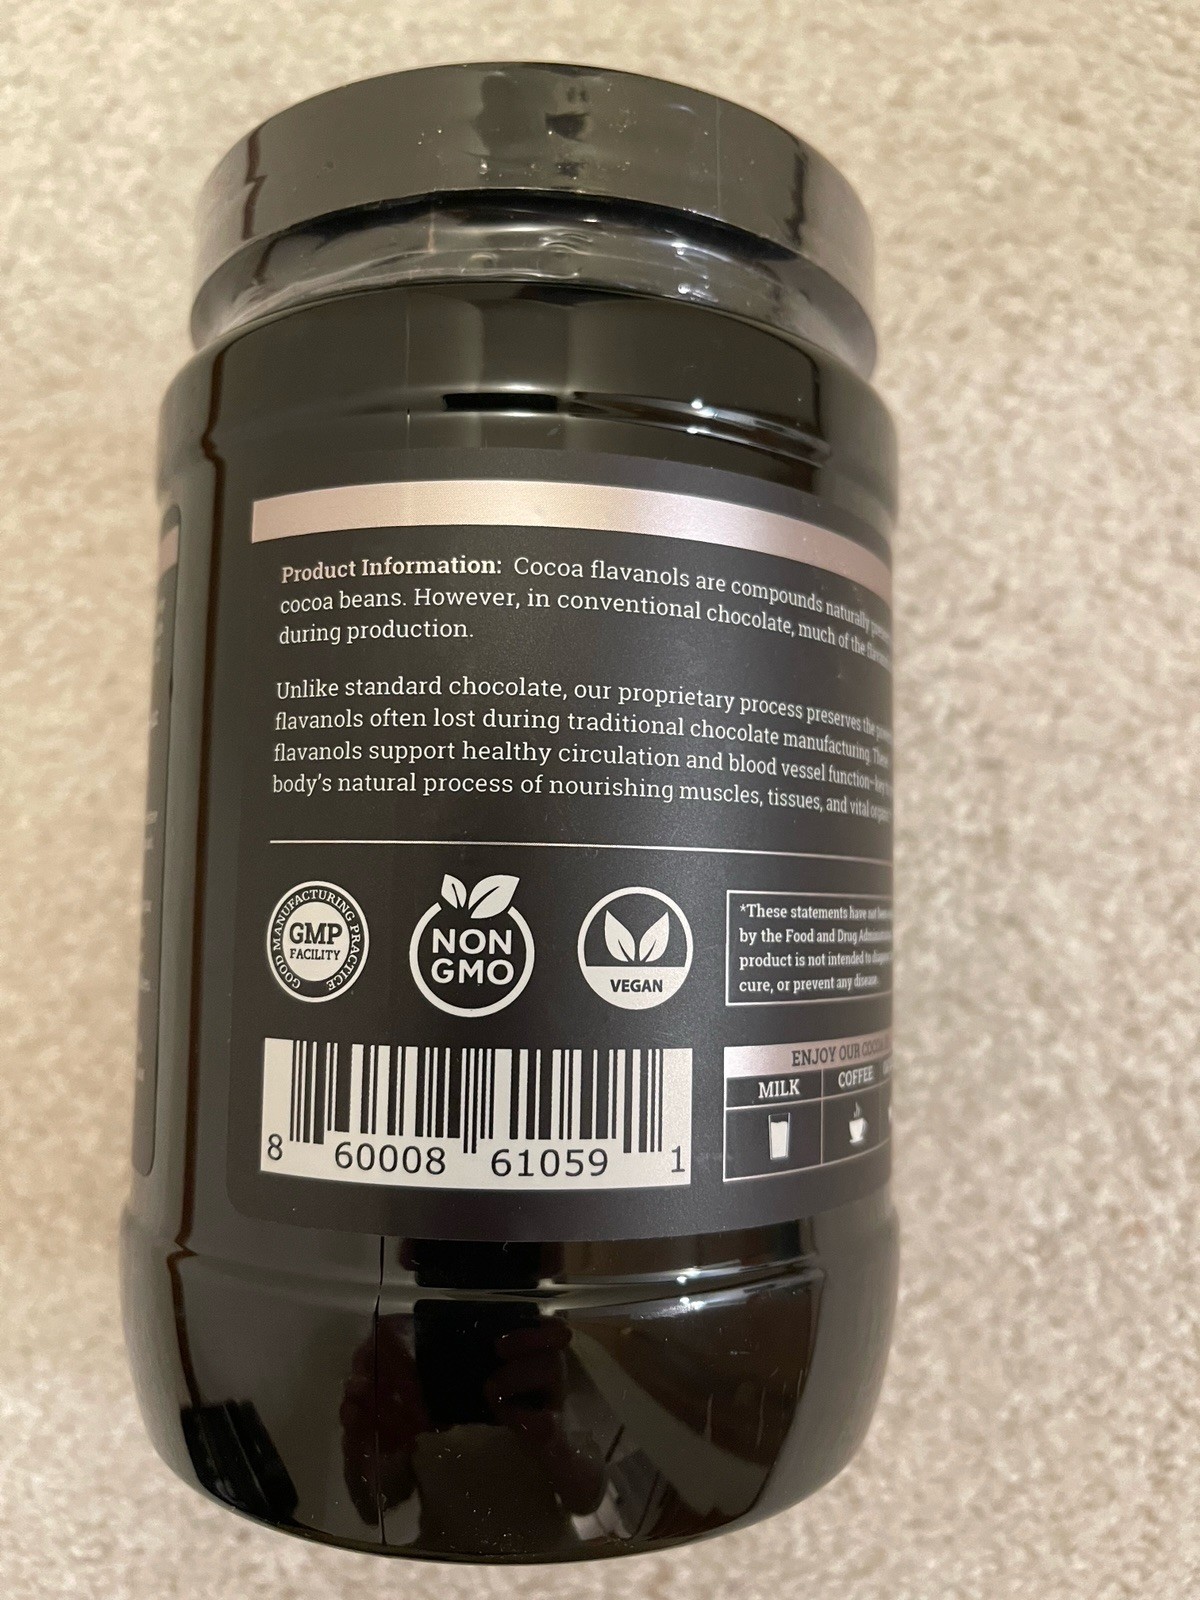 Product Information: Cocoa flavanols are compounds naturally
cocoa beans. However, in conventional chocolate, much of the
during production.
Unlike standard chocolate, our proprietary process preserves the
flavanols often lost during traditional chocolate manufacturing. These
flavanols support healthy circulation and blood vessel function-key
body's natural process of nourishing muscles, tissues, and vital
GOOD MANUFACTURING PRACTICE
GMP
FACILITY
NON
GMO
VEGAN
*These statements have not been
by the Food and Drug
product is not intended to
cure, or prevent any disease.
8 60008 61059 1
ENJOY OUR COCOA
MILK
COFFEE